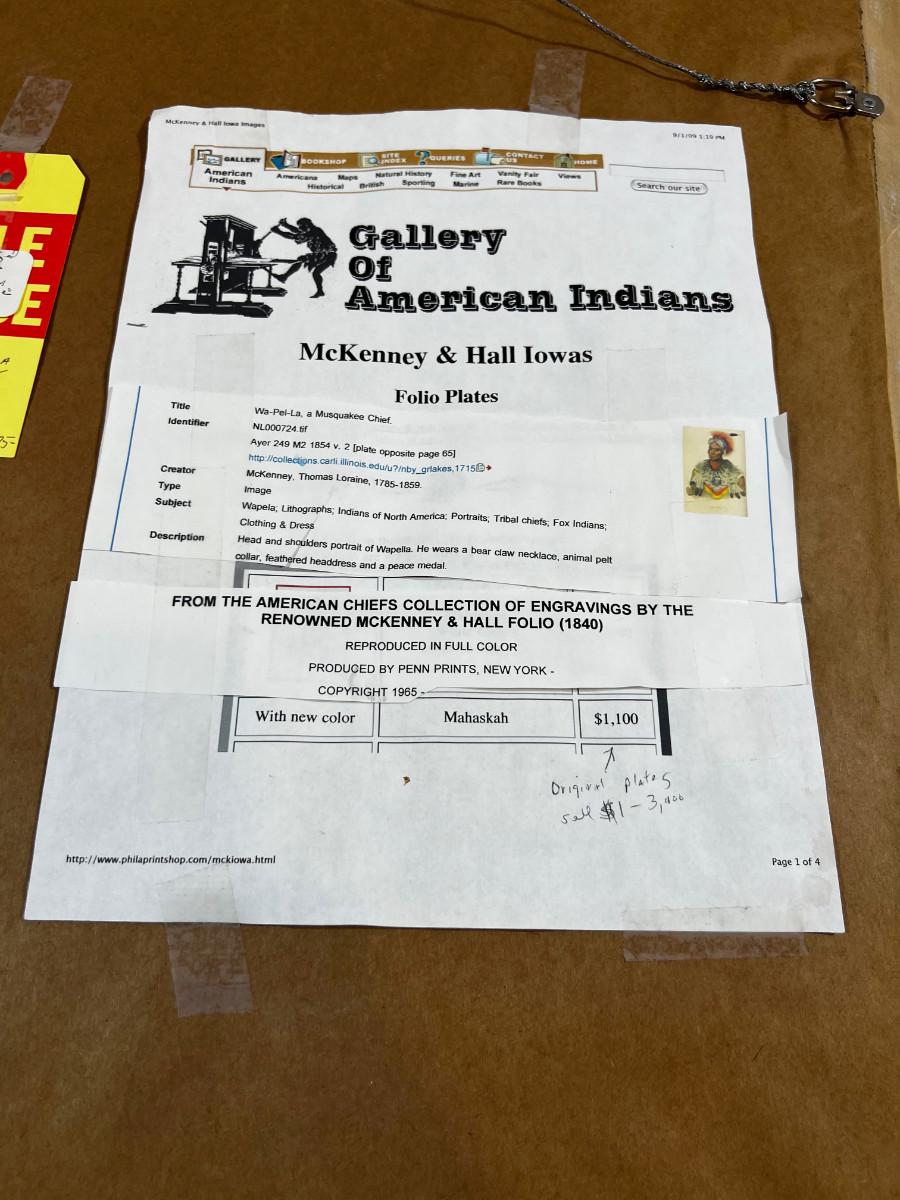 McKenney & Hall Iowa Images
9/1/09 1:19 PM
GALLERY BOOKSHOP SITE INDEX QUERIES CONTACT US HOME
American Indians
Americana Maps Natural History Fine Art Vanity Fair Views
Historical British Sporting Marine Rare Books
Search our site
Gallery
Of
American Indians
McKenney & Hall Iowas
Folio Plates
Title Wa-Pel-La, a Musquakee Chief.
Identifier NL000724.tif
Ayer 249 M2 1854 v. 2 [plate opposite page 65]
http://collections.carli.illinois.edu/u?/nby_grlakes,1715
Creator McKenney, Thomas Loraine, 1785-1859.
Type Image
Subject Wapela; Lithographs; Indians of North America; Portraits; Tribal chiefs; Fox Indians;
Clothing & Dress
Description Head and shoulders portrait of Wapella. He wears a bear claw necklace, animal pelt
collar, feathered headdress and a peace medal.
FROM THE AMERICAN CHIEFS COLLECTION OF ENGRAVINGS BY THE
RENOWNED MCKENNEY & HALL FOLIO (1840)
REPRODUCED IN FULL COLOR
PRODUCED BY PENN PRINTS, NEW YORK -
COPYRIGHT 1965 -
With new color Mahaskah $1,100
Original plates
sell $1-3,000
http://www.philaprintshop.com/mckiowa.html
Page 1 of 4